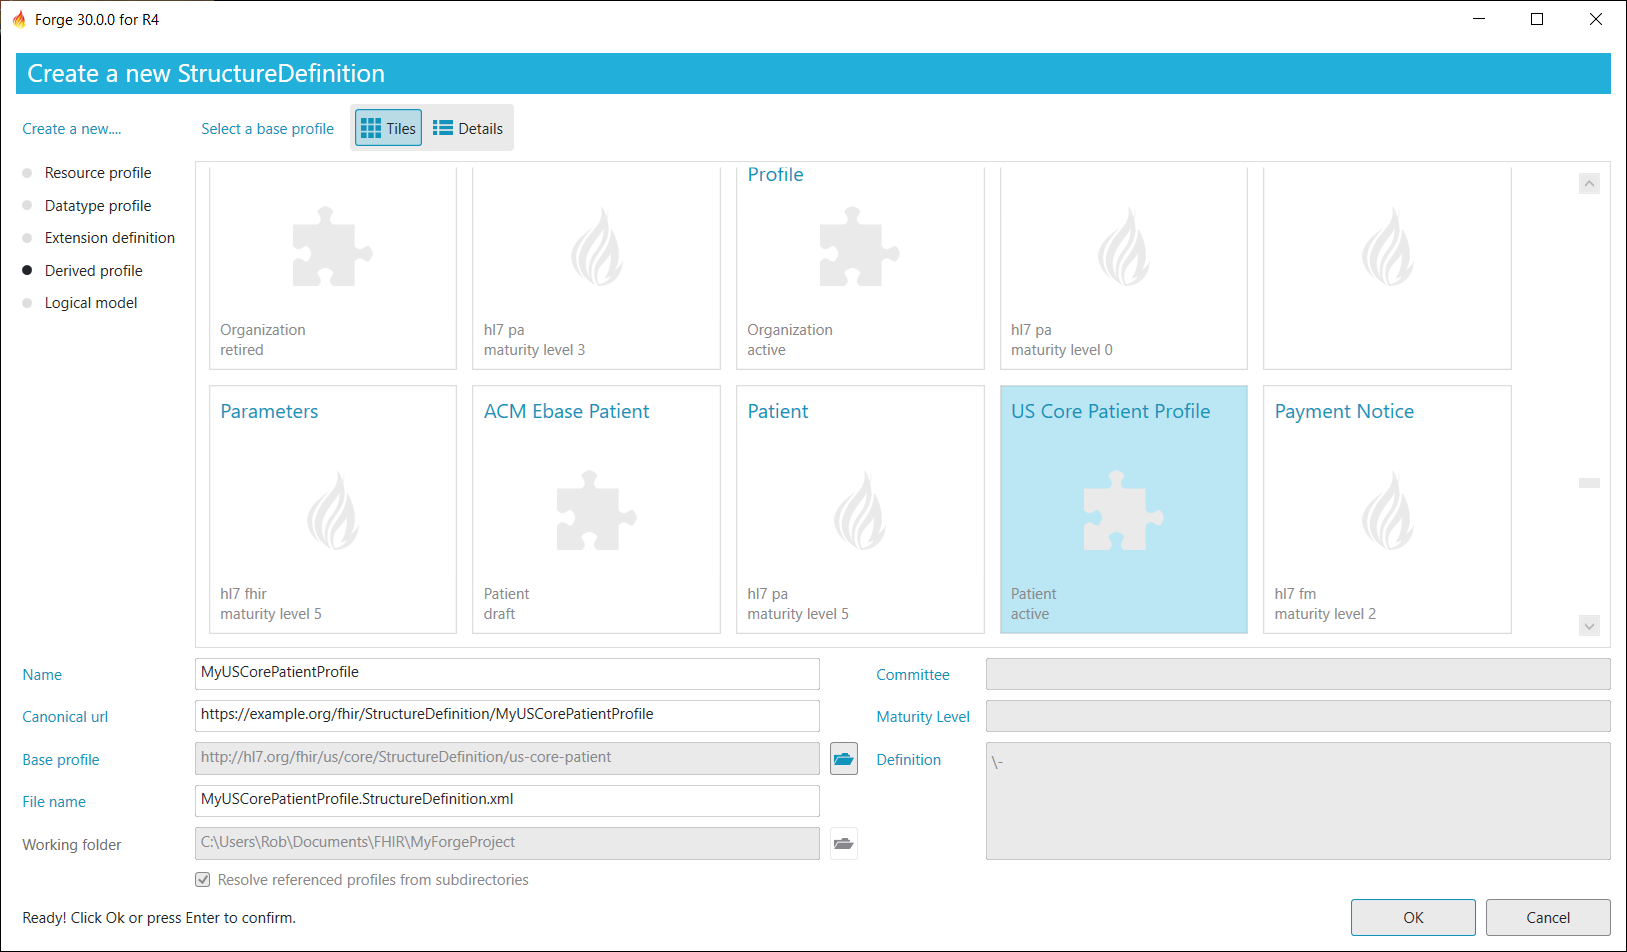 Forge 30.0.0 for R4
Create a new StructureDefinition
Create a new....
Select a base profile
Tiles
Details
Resource profile
Datatype profile
Extension definition
Derived profile
Logical model
Profile
Organization
retired
hl7 pa
maturity level 3
Organization
active
hl7 pa
maturity level 0
Parameters
hl7 fhir
maturity level 5
ACM Ebase Patient
Patient
draft
Patient
hl7 pa
maturity level 5
US Core Patient Profile
Patient
active
Payment Notice
hl7 fm
maturity level 2
Name
MyUSCorePatientProfile
Canonical url
https://example.org/fhir/StructureDefinition/MyUSCorePatientProfile
Base profile
http://hl7.org/fhir/us/core/StructureDefinition/us-core-patient
File name
MyUSCorePatientProfile.StructureDefinition.xml
Working folder
C:\Users\Rob\Documents\FHIR\MyForgeProject
Resolve referenced profiles from subdirectories
Committee
Maturity Level
Definition
\-
Ready! Click Ok or press Enter to confirm.
OK
Cancel